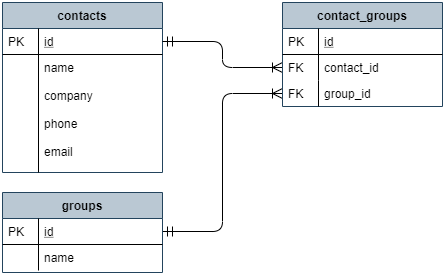 contacts
PK id
name
company
phone
email
contact_groups
PK id
FK contact_id
FK group_id
groups
PK id
name